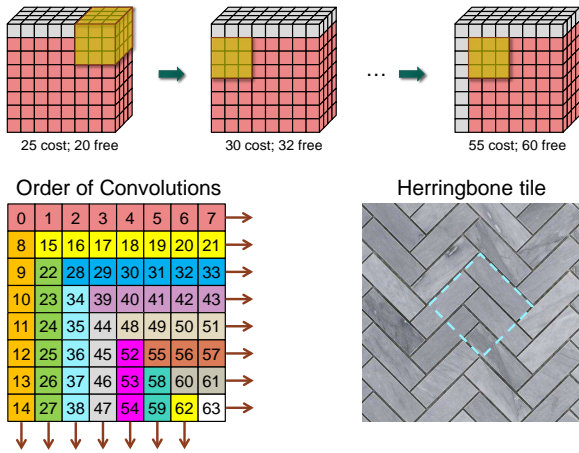 25 cost; 20 free
30 cost; 32 free
...
55 cost; 60 free
Order of Convolutions
Herringbone tile
0 1 2 3 4 5 6 7
8 15 16 17 18 19 20 21
9 22 28 29 30 31 32 33
10 23 34 39 40 41 42 43
11 24 35 44 48 49 50 51
12 25 36 45 52 55 56 57
13 26 37 46 53 58 60 61
14 27 38 47 54 59 62 63